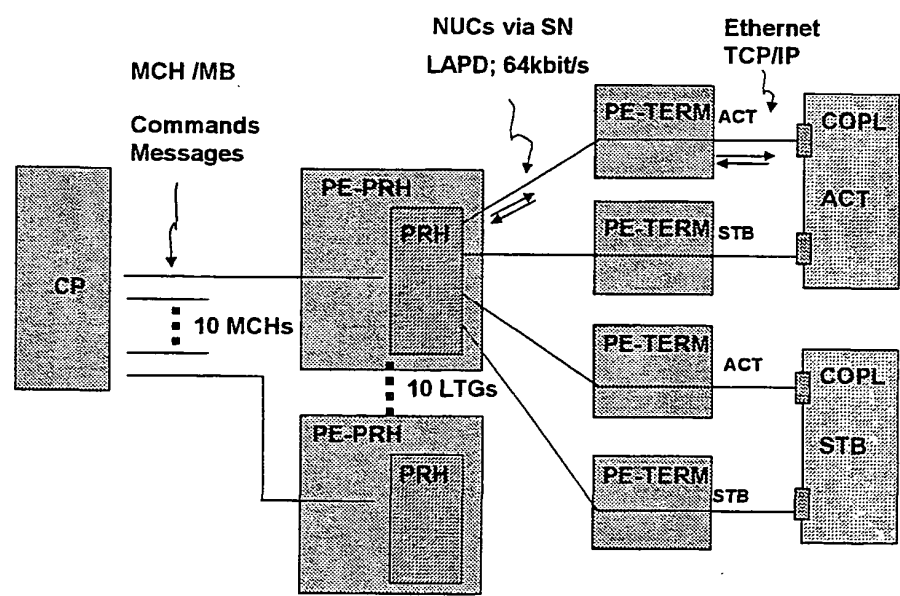 NUCs via SN
LAPD; 64kbit/s
Ethernet
TCP/IP
MCH /MB
Commands
Messages
PE-TERM
ACT
COPL
ACT
PE-PRH
PRH
PE-TERM
STB
CP
10 MCHs
PE-TERM
ACT
COPL
STB
10 LTGs
PE-PRH
PRH
PE-TERM
STB